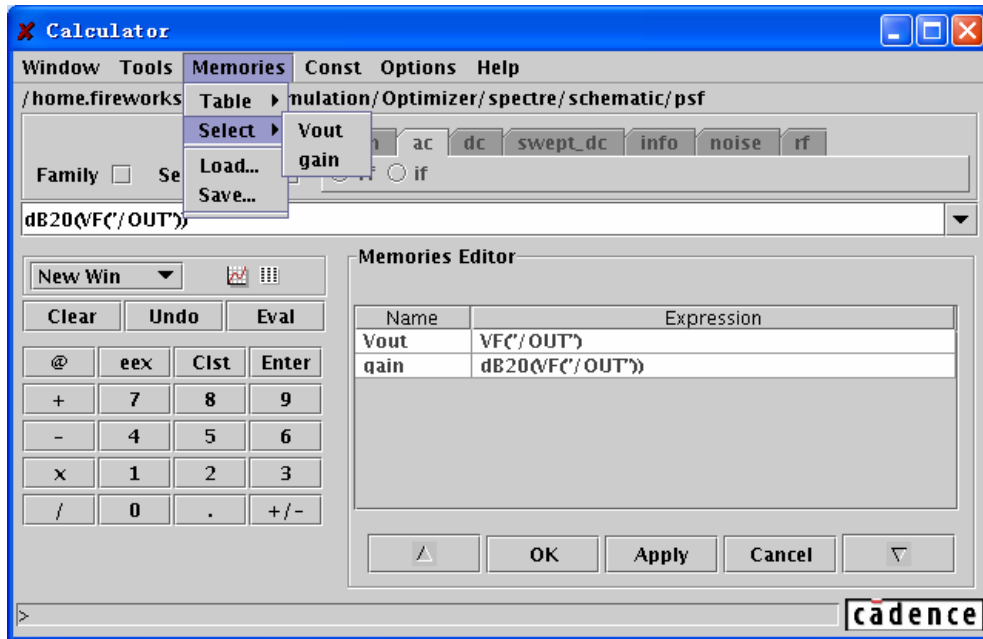 Calculator
Window Tools Memories Const Options Help
/home.fireworks mulation/Optimizer/spectre/schematic/psf
Table
Select
Load...
Save...
Vout
gain
ac dc swept_dc info noise rf
Family Se if
dB20(VF("/OUT"))
New Win
Clear Undo Eval
@ eex Clst Enter
+ 7 8 9
- 4 5 6
x 1 2 3
/ 0 . +/-
Memories Editor
Name Expression
Vout VF("/OUT")
gain dB20(VF("/OUT"))
OK Apply Cancel
>
cādence